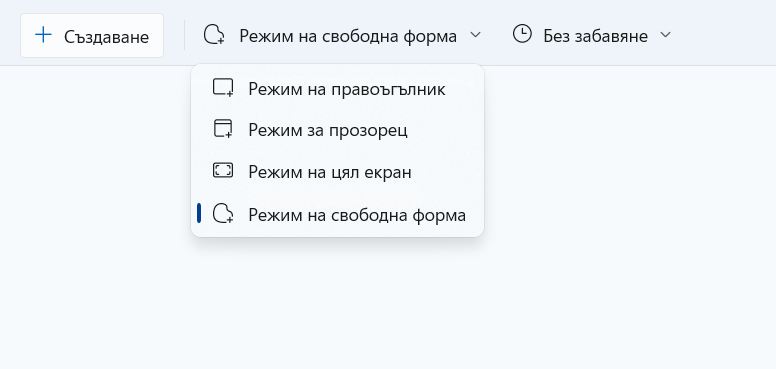 Създаване
Режим на свободна форма
Без забавяне
Режим на правоъгълник
Режим за прозорец
Режим на цял екран
Режим на свободна форма